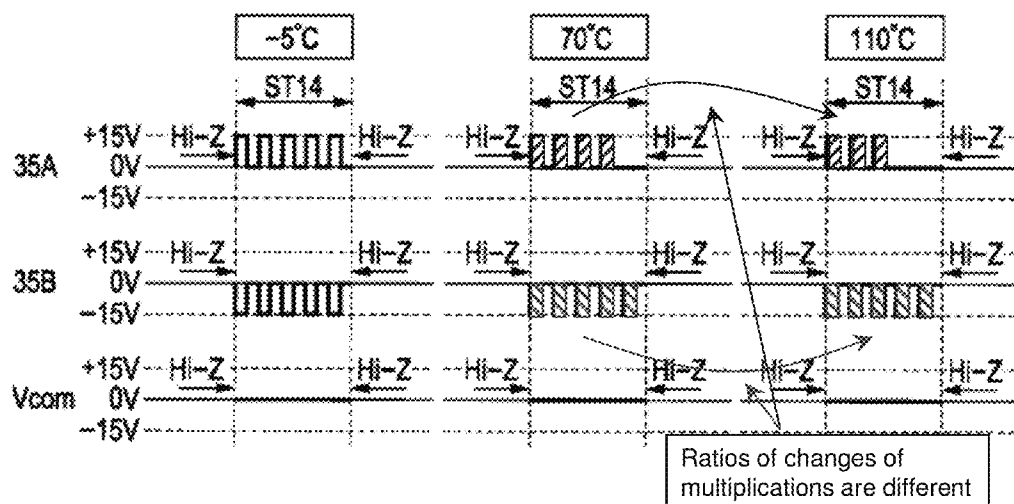 −5°C 70°C 110°C
ST14 ST14 ST14
+15V Hi-Z Hi-Z Hi-Z Hi-Z Hi-Z Hi-Z
35A 0V
−15V
+15V Hi-Z Hi-Z Hi-Z Hi-Z Hi-Z Hi-Z
35B 0V
−15V
+15V Hi-Z Hi-Z Hi-Z Hi-Z Hi-Z Hi-Z
Vcom 0V
−15V
Ratios of changes of
multiplications are different